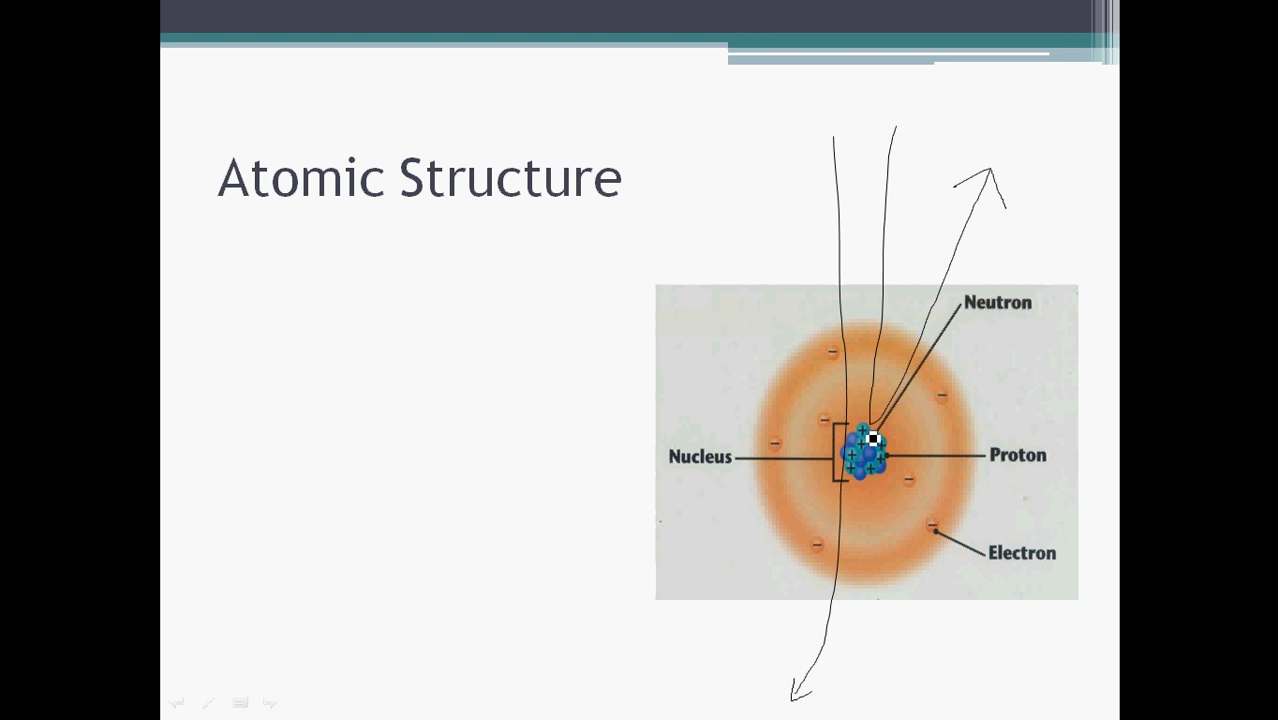 Atomic Structure
Neutron
Nucleus
Proton
Electron